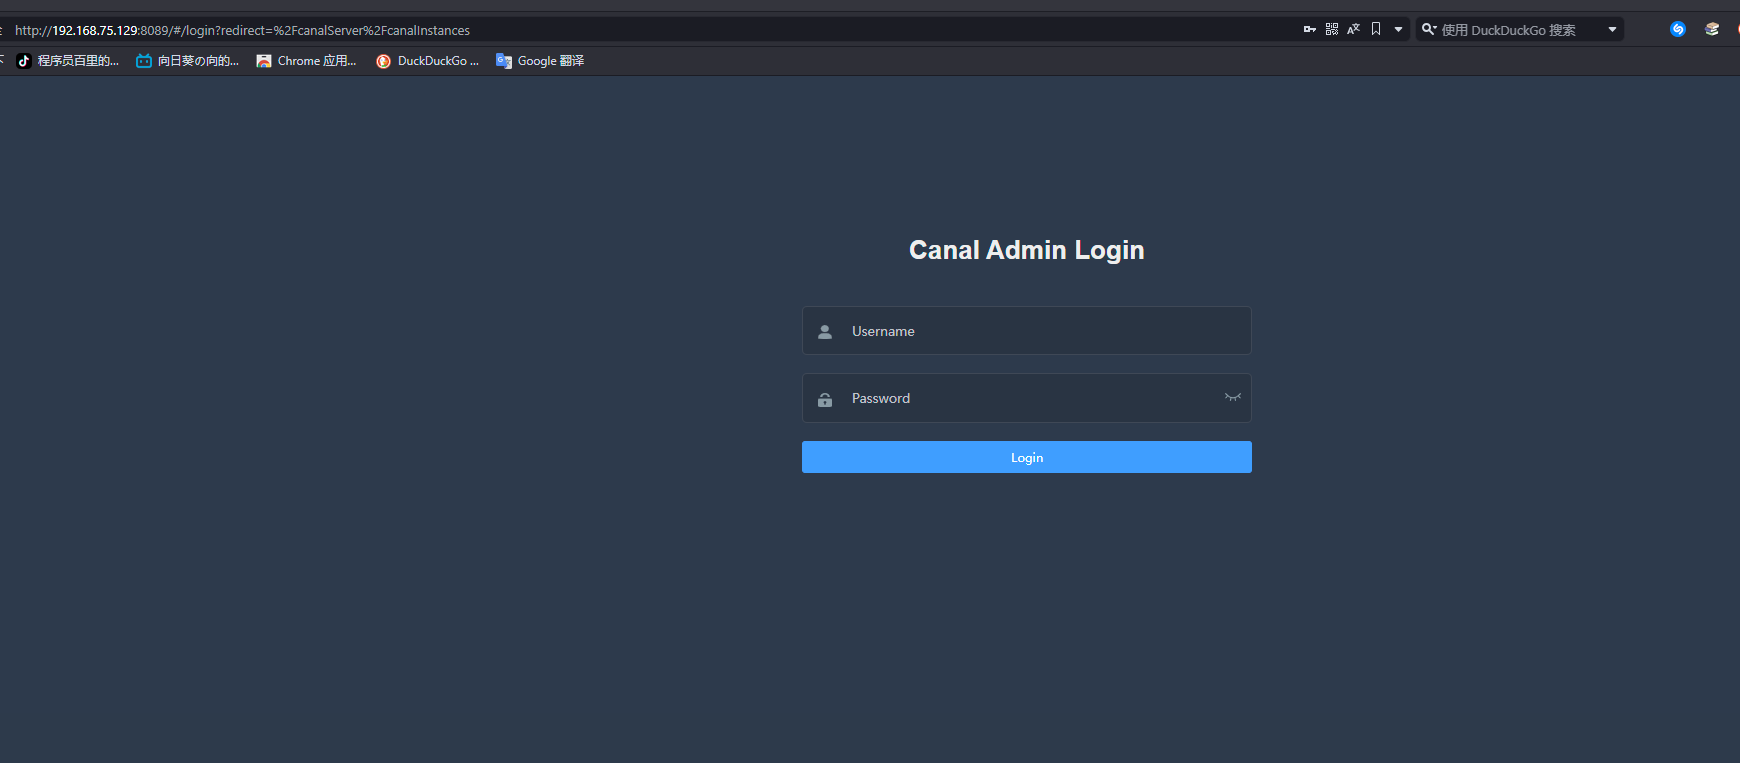 http://192.168.75.129:8089/#/login?redirect=%2FcanalServer%2FcanalInstances
使用 DuckDuckGo 搜索
程序员百里的...
向日葵の向的...
Chrome 应用...
DuckDuckGo ...
Google 翻译
Canal Admin Login
Username
Password
Login